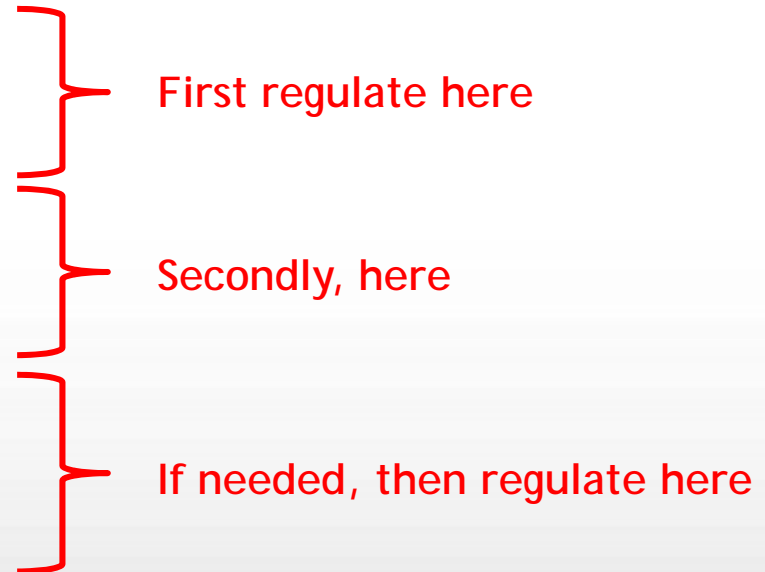 First regulate here
Secondly, here
If needed, then regulate here